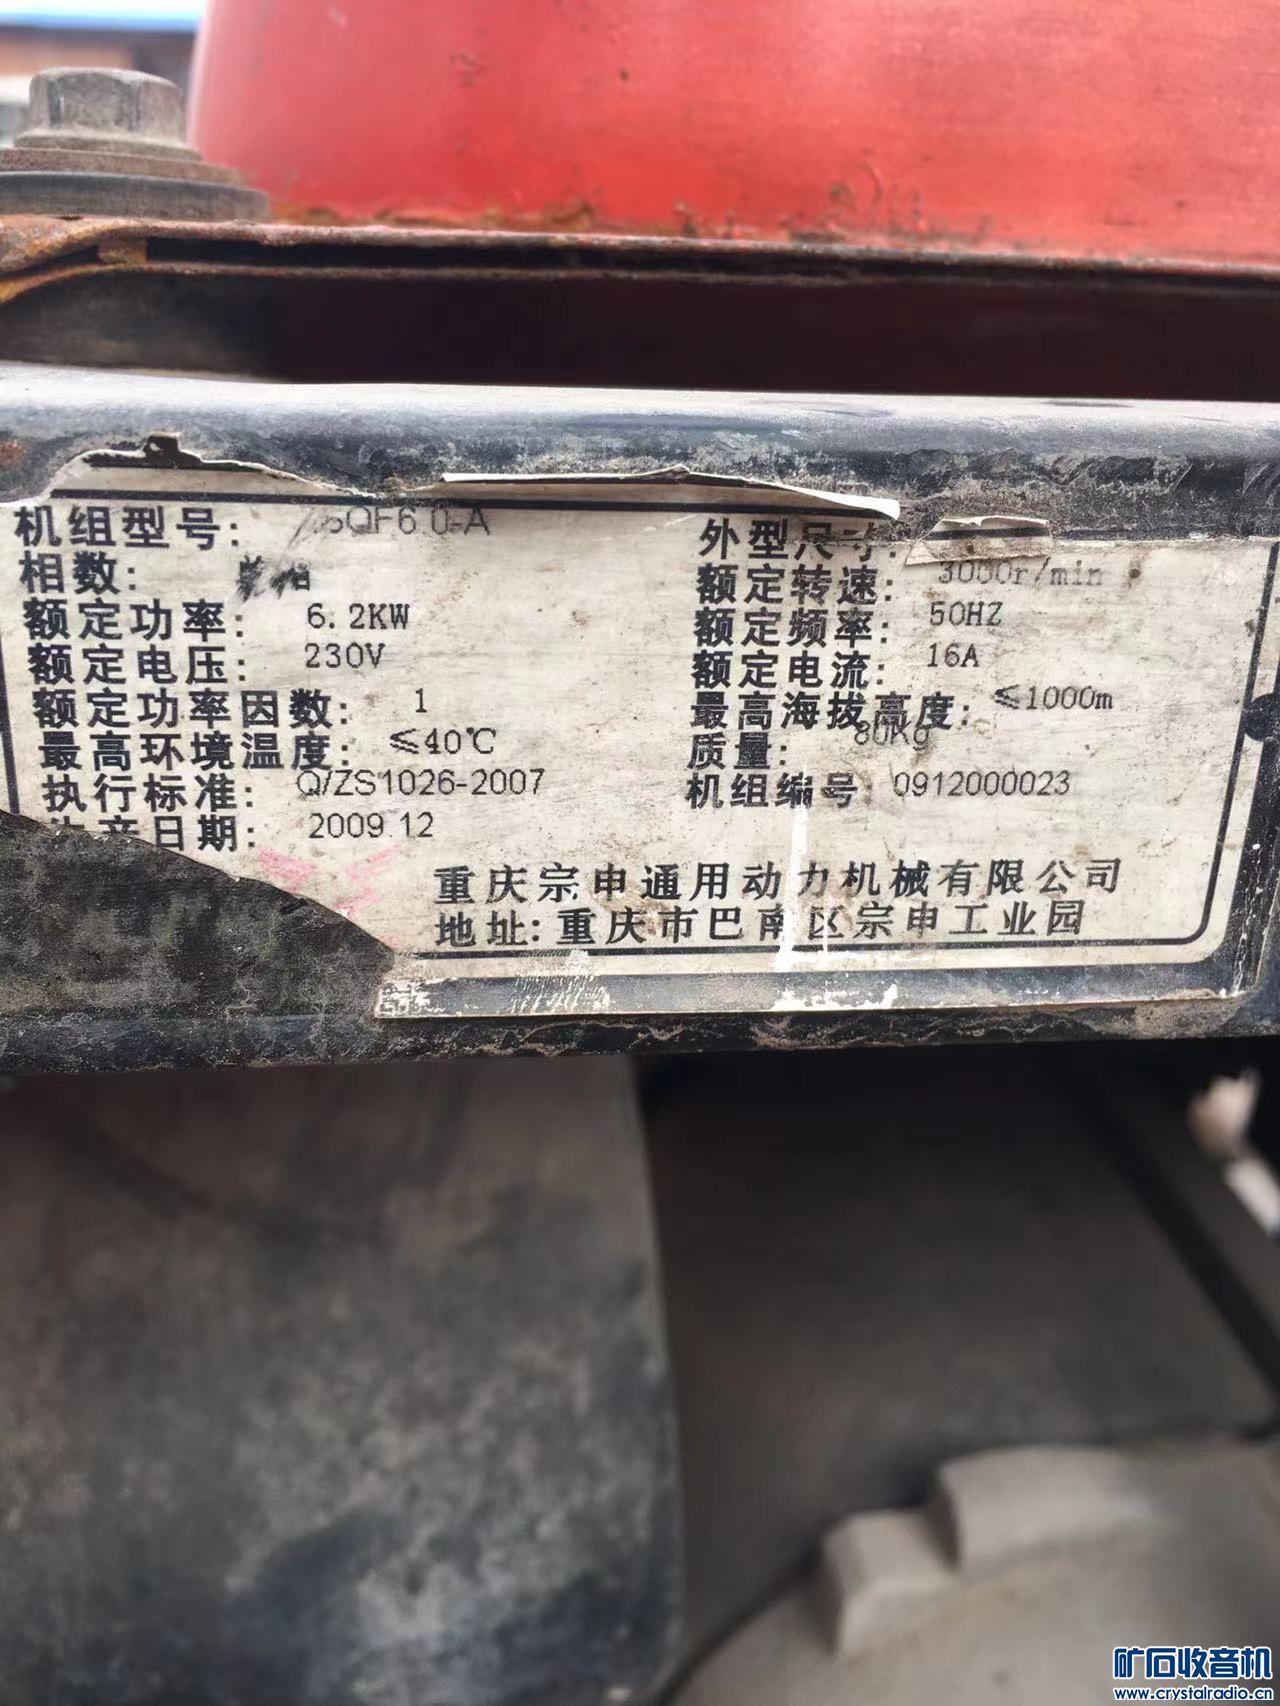 机组型号: QF6.0-A
外型尺寸:
相数: 相
额定转速: 3000r/min
额定功率: 6.2KW
额定频率: 50HZ
额定电压: 230V
额定电流: 16A
额定功率因数: 1
最高海拔高度: ≤1000m
最高环境温度: ≤40℃
质量: 80Kg
执行标准: Q/ZS1026-2007
机组编号: 0912000023
生产日期: 2009.12
重庆宗申通用动力机械有限公司
地址:重庆市巴南区宗申工业园
矿石收音机
www.crystalradio.cn